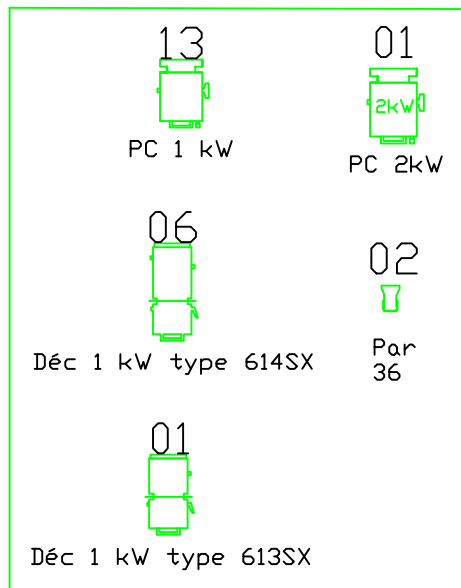 13
PC 1 kW
01
2kW
PC 2kW
06
Déc 1 kW type 614SX
02
Par
36
01
Déc 1 kW type 613SX